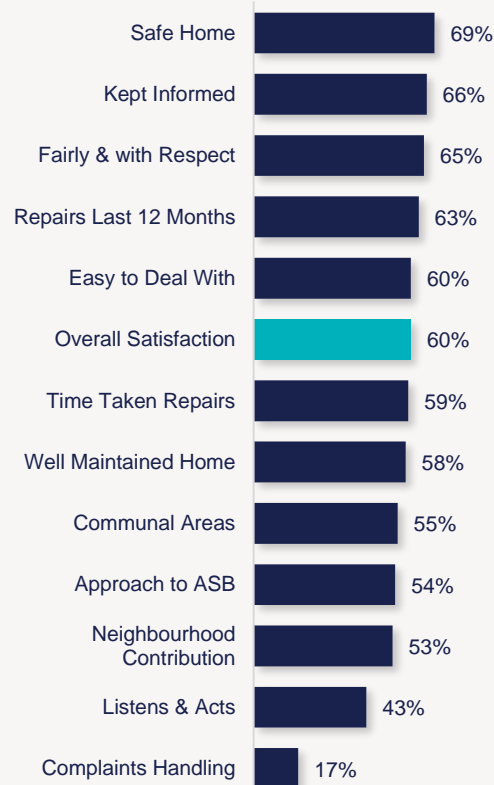 Safe Home 69%
Kept Informed 66%
Fairly & with Respect 65%
Repairs Last 12 Months 63%
Easy to Deal With 60%
Overall Satisfaction 60%
Time Taken Repairs 59%
Well Maintained Home 58%
Communal Areas 55%
Approach to ASB 54%
Neighbourhood
Contribution 53%
Listens & Acts 43%
Complaints Handling 17%